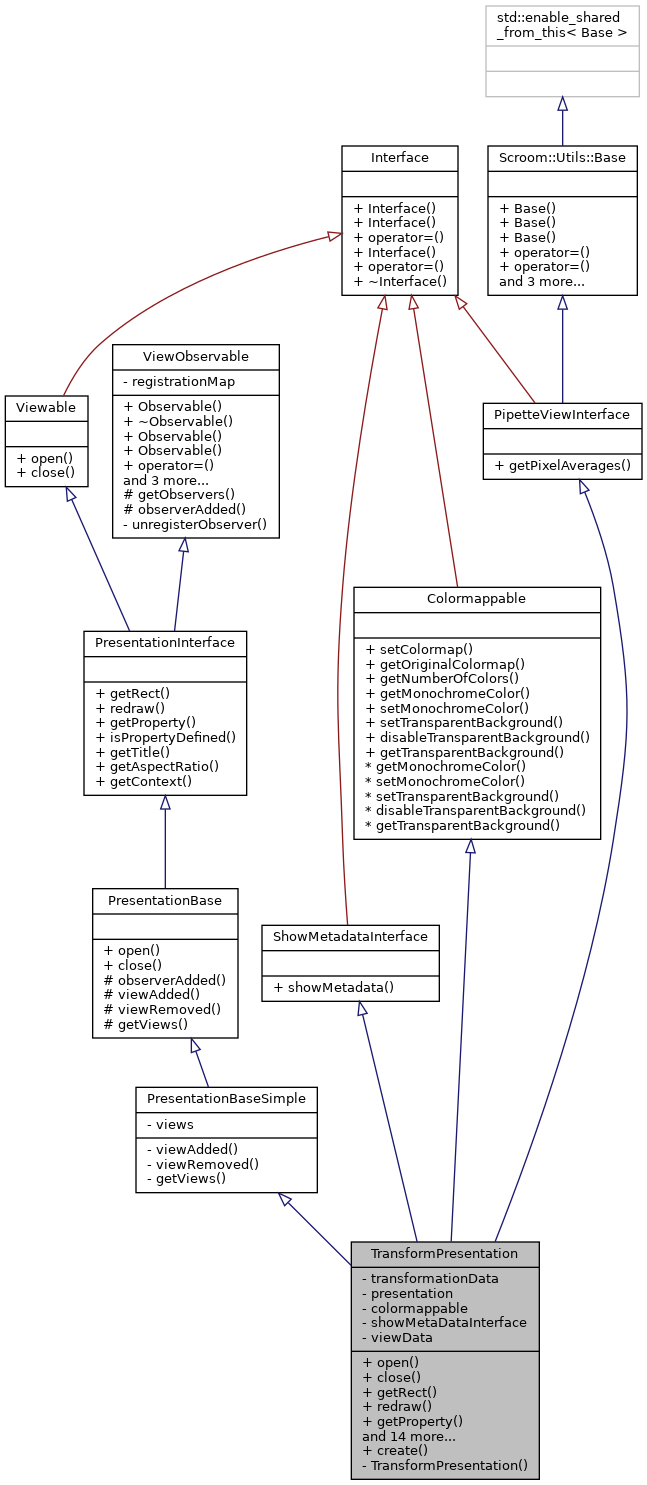 std::enable_shared
_from_this< Base >
Interface
+ Interface()
+ Interface()
+ operator=()
+ Interface()
+ operator=()
+ ~Interface()
Scroom::Utils::Base
+ Base()
+ Base()
+ Base()
+ operator=()
+ operator=()
and 3 more...
ViewObservable
- registrationMap
+ Observable()
+ ~Observable()
+ Observable()
+ Observable()
+ operator=()
and 3 more...
# getObservers()
# observerAdded()
- unregisterObserver()
Viewable
+ open()
+ close()
PipetteViewInterface
+ getPixelAverages()
Colormappable
+ setColormap()
+ getOriginalColormap()
+ getNumberOfColors()
+ getMonochromeColor()
+ setMonochromeColor()
+ setTransparentBackground()
+ disableTransparentBackground()
+ getTransparentBackground()
* getMonochromeColor()
* setMonochromeColor()
* setTransparentBackground()
* disableTransparentBackground()
* getTransparentBackground()
PresentationInterface
+ getRect()
+ redraw()
+ getProperty()
+ isPropertyDefined()
+ getTitle()
+ getAspectRatio()
+ getContext()
PresentationBase
+ open()
+ close()
# observerAdded()
# viewAdded()
# viewRemoved()
# getViews()
ShowMetadataInterface
+ showMetadata()
PresentationBaseSimple
- views
- viewAdded()
- viewRemoved()
- getViews()
TransformPresentation
- transformationData
- presentation
- colormappable
- showMetaDataInterface
- viewData
+ open()
+ close()
+ getRect()
+ redraw()
+ getProperty()
and 14 more...
+ create()
- TransformPresentation()